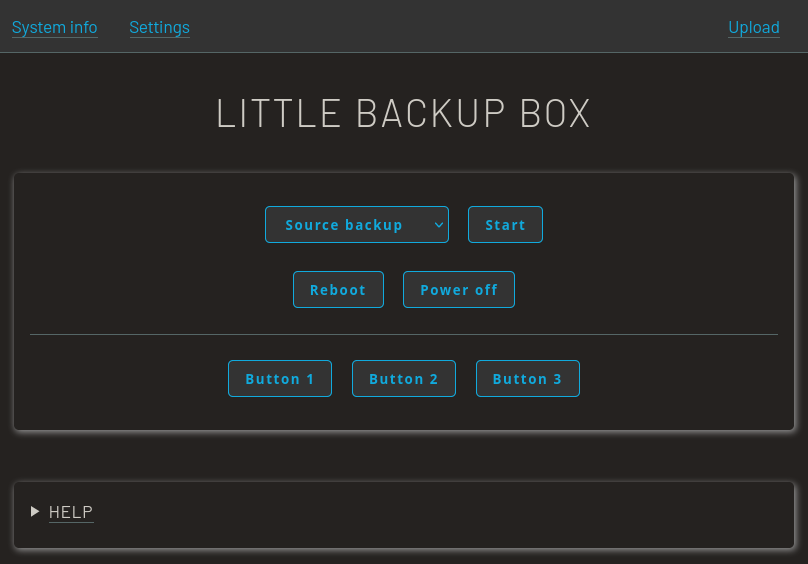 System info Settings Upload
LITTLE BACKUP BOX
Source backup Start
Reboot Power off
Button 1 Button 2 Button 3
HELP